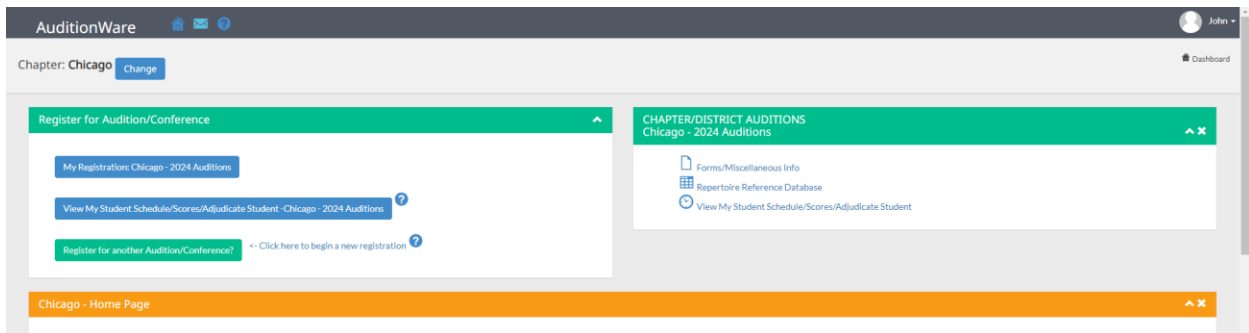 AuditionWare
John
Chapter: Chicago Change
Dashboard
Register for Audition/Conference
My Registration: Chicago - 2024 Auditions
View My Student Schedule/Scores/Adjudicate Student -Chicago - 2024 Auditions
Register for another Audition/Conference? <- Click here to begin a new registration
CHAPTER/DISTRICT AUDITIONS
Chicago - 2024 Auditions
Forms/Miscellaneous Info
Repertoire Reference Database
View My Student Schedule/Scores/Adjudicate Student
Chicago - Home Page